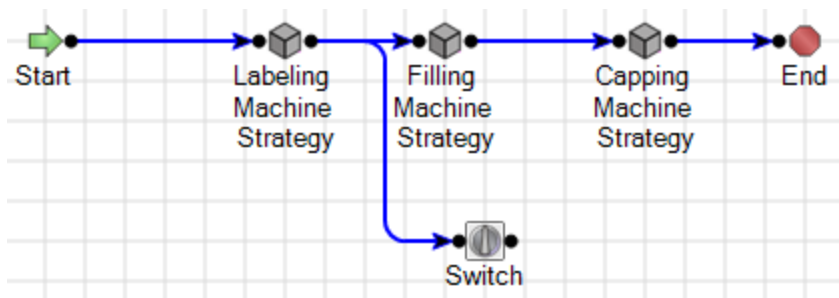 Start
Labeling
Machine
Strategy
Filling
Machine
Strategy
Capping
Machine
Strategy
End
Switch